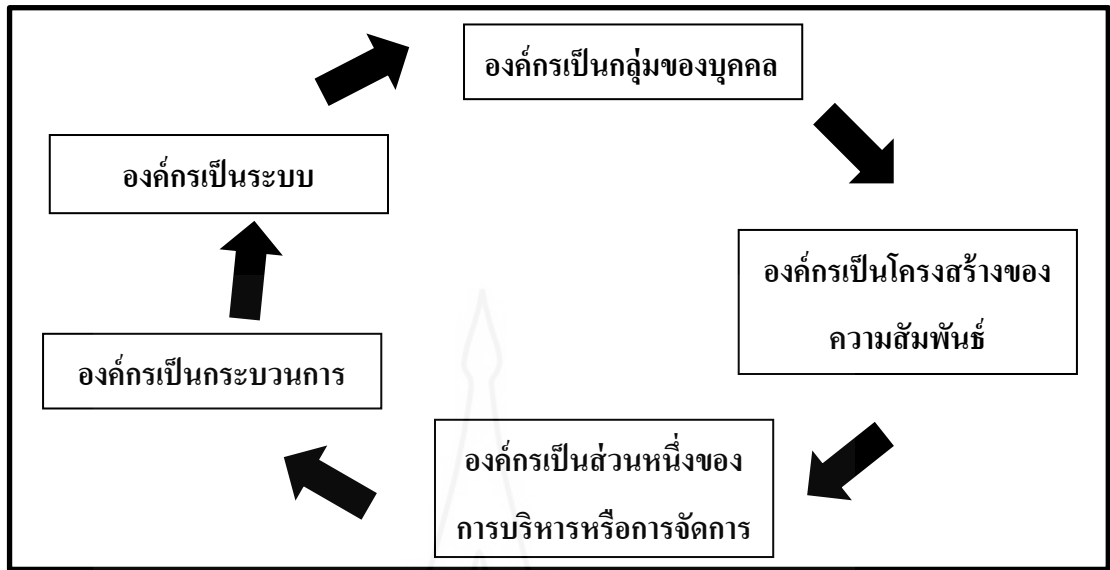 องค์กรเป็นกลุ่มของบุคคล
องค์กรเป็นโครงสร้างของ
ความสัมพันธ์
องค์กรเป็นส่วนหนึ่งของ
การบริหารหรือการจัดการ
องค์กรเป็นกระบวนการ
องค์กรเป็นระบบ